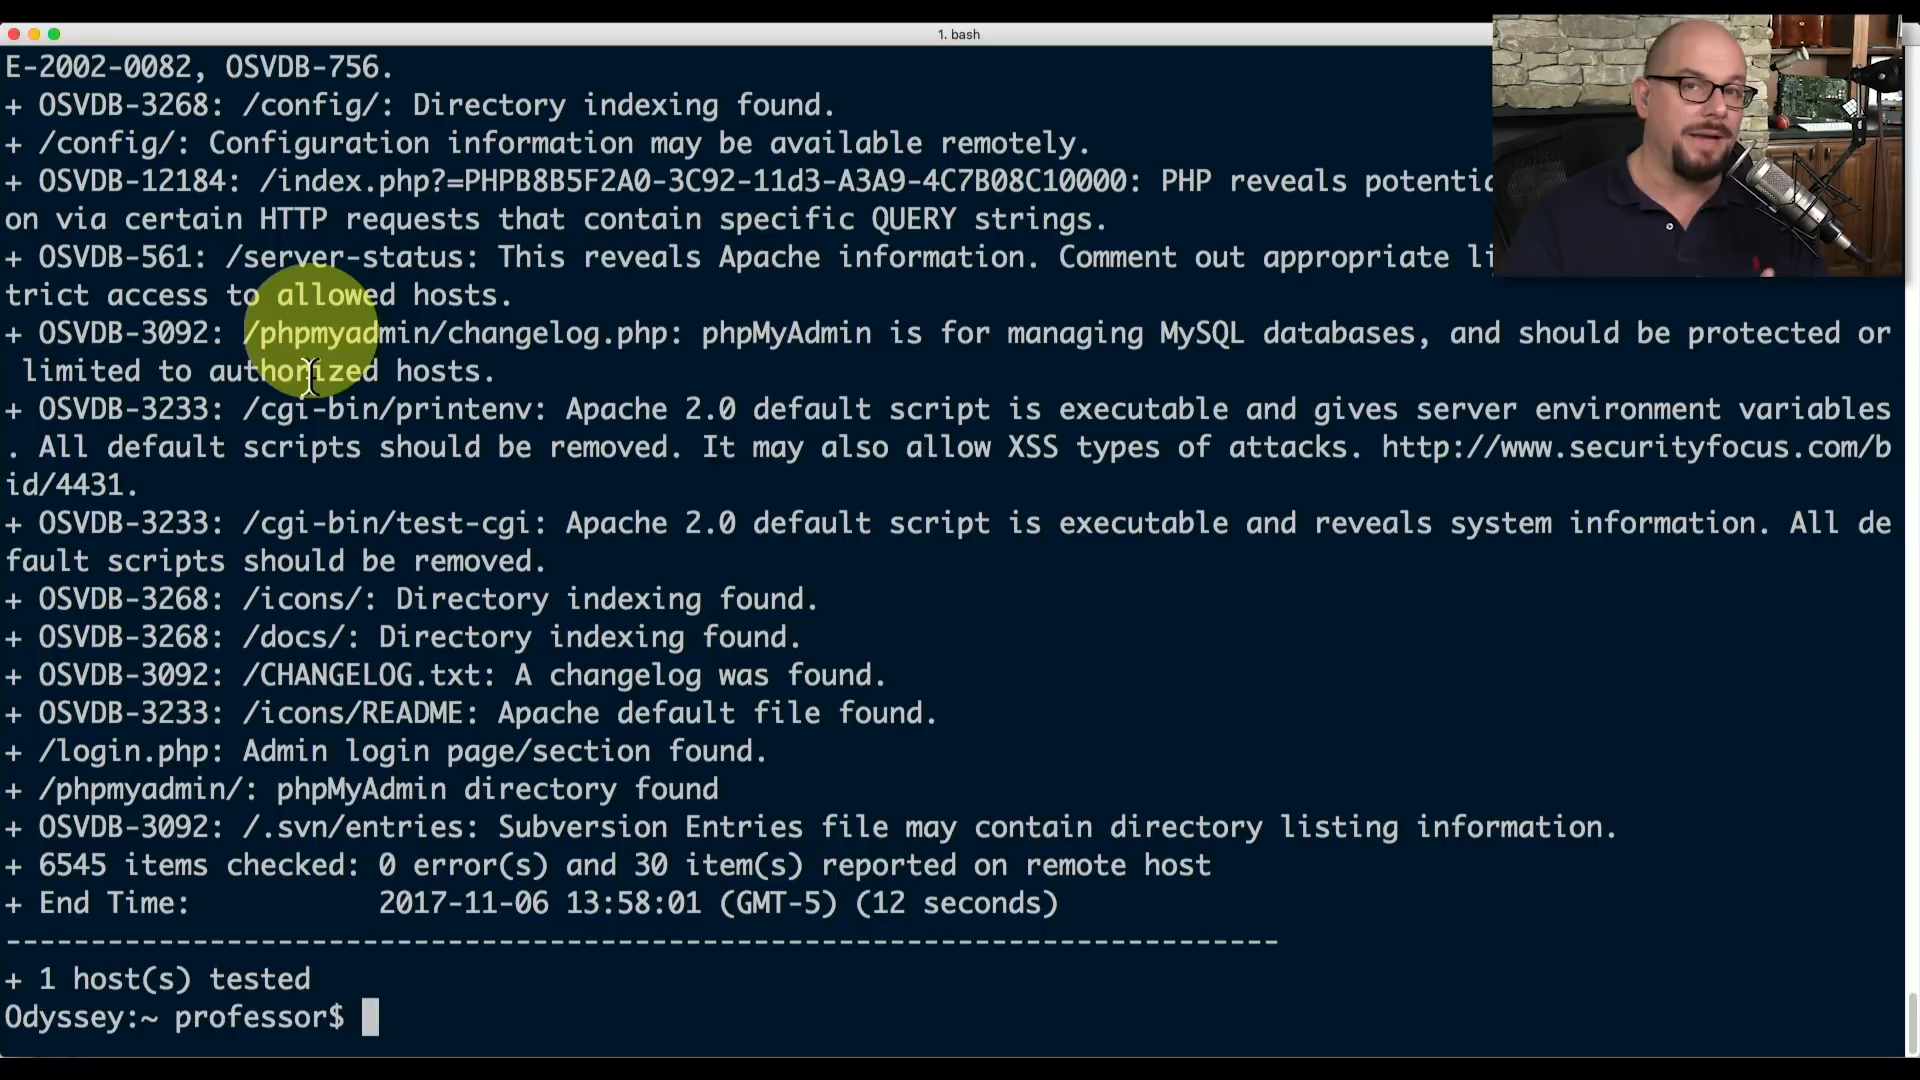 1. bash
E-2002-0082, OSVDB-756.
+ OSVDB-3268: /config/: Directory indexing found.
+ /config/: Configuration information may be available remotely.
+ OSVDB-12184: /index.php?=PHPB8B5F2A0-3C92-11d3-A3A9-4C7B08C10000: PHP reveals
on via certain HTTP requests that contain specific QUERY strings.
+ OSVDB-561: /server-status: This reveals Apache information. Comment out appropriate
trict access to allowed hosts.
+ OSVDB-3092: /phpmyadmin/changelog.php: phpMyAdmin is for managing MySQL databases, and should be protected or
limited to authorized hosts.
+ OSVDB-3233: /cgi-bin/printenv: Apache 2.0 default script is executable and gives server environment variables
. All default scripts should be removed. It may also allow XSS types of attacks. http://www.securityfocus.com/b
id/4431.
+ OSVDB-3233: /cgi-bin/test-cgi: Apache 2.0 default script is executable and reveals system information. All de
fault scripts should be removed.
+ OSVDB-3268: /icons/: Directory indexing found.
+ OSVDB-3268: /docs/: Directory indexing found.
+ OSVDB-3092: /CHANGELOG.txt: A changelog was found.
+ OSVDB-3233: /icons/README: Apache default file found.
+ /login.php: Admin login page/section found.
+ /phpmyadmin/: phpMyAdmin directory found
+ OSVDB-3092: /.svn/entries: Subversion Entries file may contain directory listing information.
+ 6545 items checked: 0 error(s) and 30 item(s) reported on remote host
+ End Time: 2017-11-06 13:58:01 (GMT-5) (12 seconds)
---------------------------------------------------------------------------
+ 1 host(s) tested
Odyssey:~ professor$